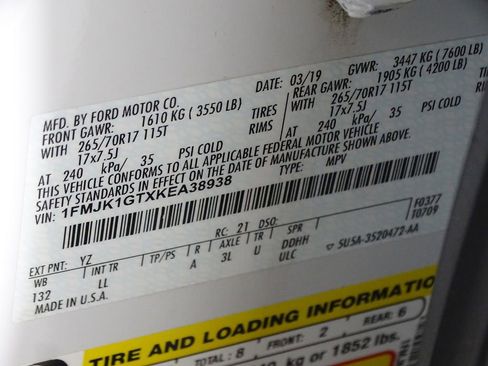 MFD. BY FORD MOTOR CO. DATE: 03/19 GVWR: 3447 KG (7600 LB)
FRONT GAWR: 1610 KG (3550 LB) REAR GAWR: 1905 KG (4200 LB)
WITH 265/70R17 115T TIRES WITH 265/70R17 115T
17x7.5J RIMS 17x7.5J
AT 240 kPa/ 35 PSI COLD AT 240 kPa/ 35 PSI COLD
THIS VEHICLE CONFORMS TO ALL APPLICABLE FEDERAL MOTOR VEHICLE
SAFETY STANDARDS IN EFFECT ON THE DATE OF MANUFACTURE SHOWN ABOVE.
VIN: 1FMJK1GTXKEA38938 TYPE: MPV
F0377
T0709
EXT PNT: YZ RC: 21 DSO:
WB INT TR TP/PS R AXLE TR SPR
132 LL A 3L U DDHH
ULC 5U5A-3520472-AA
MADE IN U.S.A.
TIRE AND LOADING INFORMATION
TOTAL: 8 FRONT: 2 REAR: 6
kg or 1852 lbs.